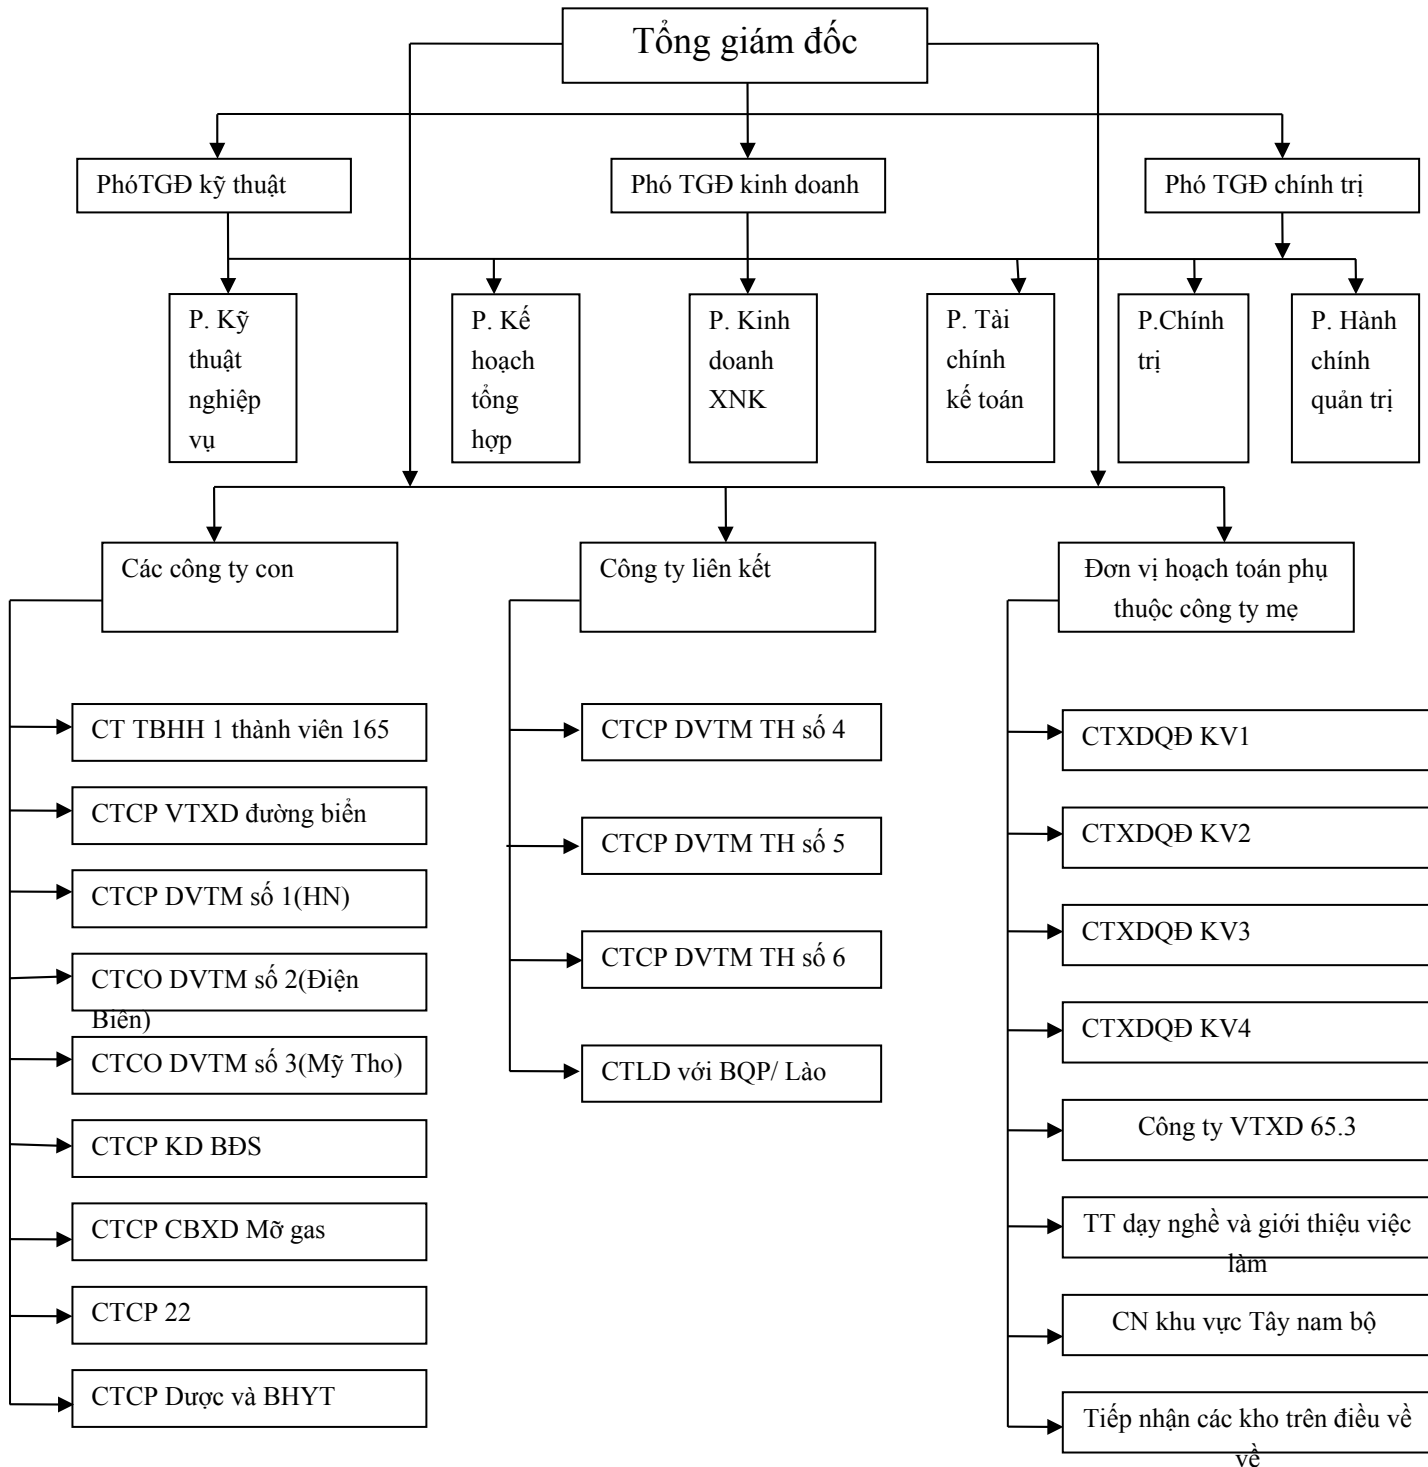 Tổng giám đốc
PhóTGĐ kỹ thuật
Phó TGĐ kinh doanh
Phó TGĐ chính trị
P. Kỹ
thuật
nghiệp
vụ
P. Kế
hoạch
tổng
hợp
P. Kinh
doanh
XNK
P. Tài
chính
kế toán
P.Chính
trị
P. Hành
chính
quản trị
Các công ty con
Công ty liên kết
Đơn vị hoạch toán phụ
thuộc công ty mẹ
CT TBHH 1 thành viên 165
CTCP VTXD đường biển
CTCP DVTM số 1(HN)
CTCO DVTM số 2(Điện
Biên)
CTCO DVTM số 3(Mỹ Tho)
CTCP KD BĐS
CTCP CBXD Mỡ gas
CTCP 22
CTCP Dược và BHYT
CTCP DVTM TH số 4
CTCP DVTM TH số 5
CTCP DVTM TH số 6
CTLD với BQP/ Lào
CTXDQĐ KV1
CTXDQĐ KV2
CTXDQĐ KV3
CTXDQĐ KV4
Công ty VTXD 65.3
TT dạy nghề và giới thiệu việc
làm
CN khu vực Tây nam bộ
Tiếp nhận các kho trên điều về
về